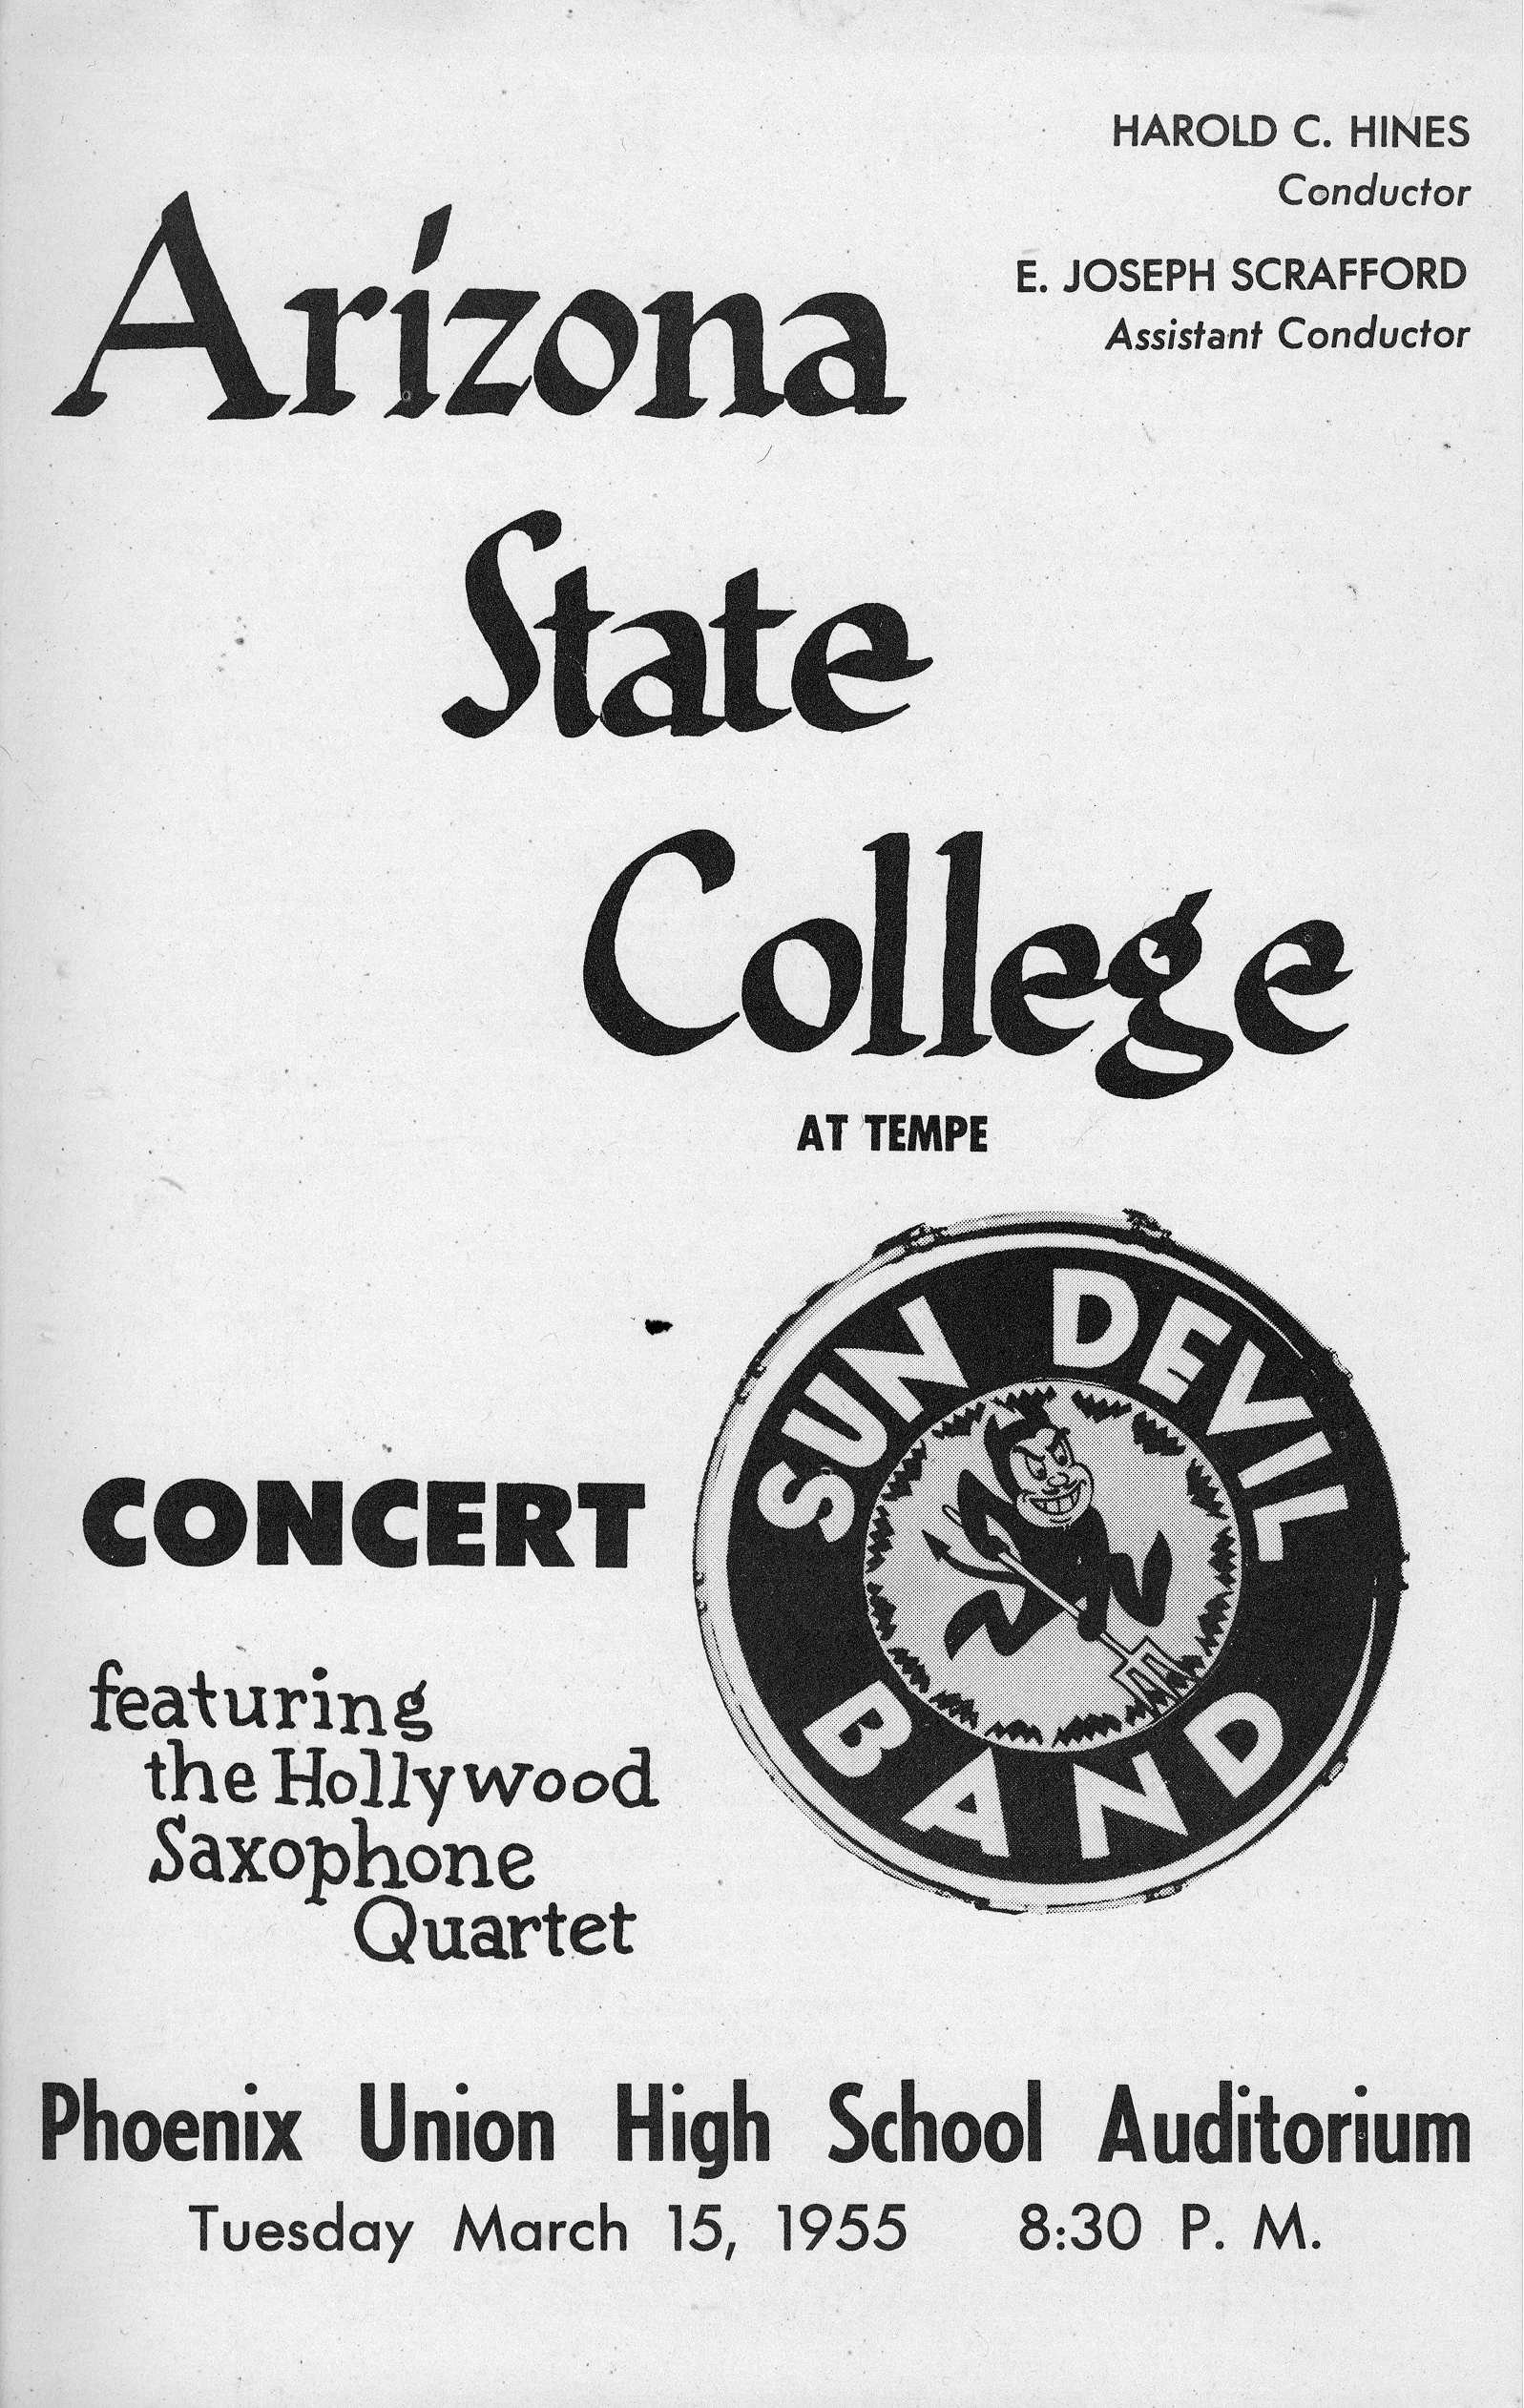 HAROLD C. HINES
Conductor
E. JOSEPH SCRAFFORD
Assistant Conductor
Arizona
State
College
AT TEMPE
SUN DEVIL
BAND
CONCERT
featuring
the Hollywood
Saxophone
Quartet
Phoenix Union High School Auditorium
Tuesday March 15, 1955 8:30 P. M.